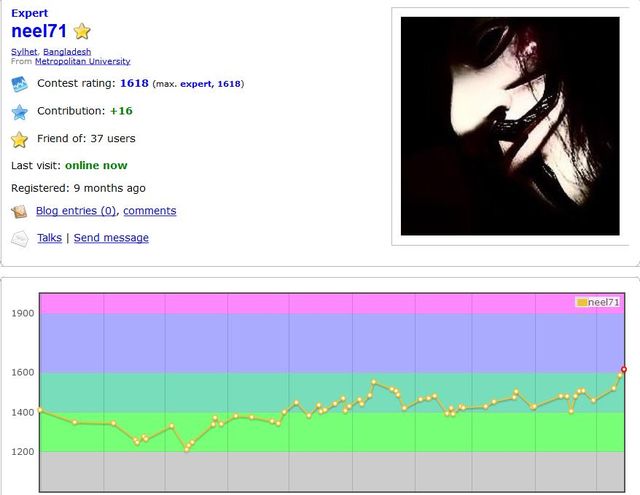 Expert
neel71
Sylhet, Bangladesh
From Metropolitan University
Contest rating: 1618 (max. expert, 1618)
Contribution: +16
Friend of: 37 users
Last visit: online now
Registered: 9 months ago
Blog entries (0), comments
Talks | Send message
neel71
1900
1600
1400
1200